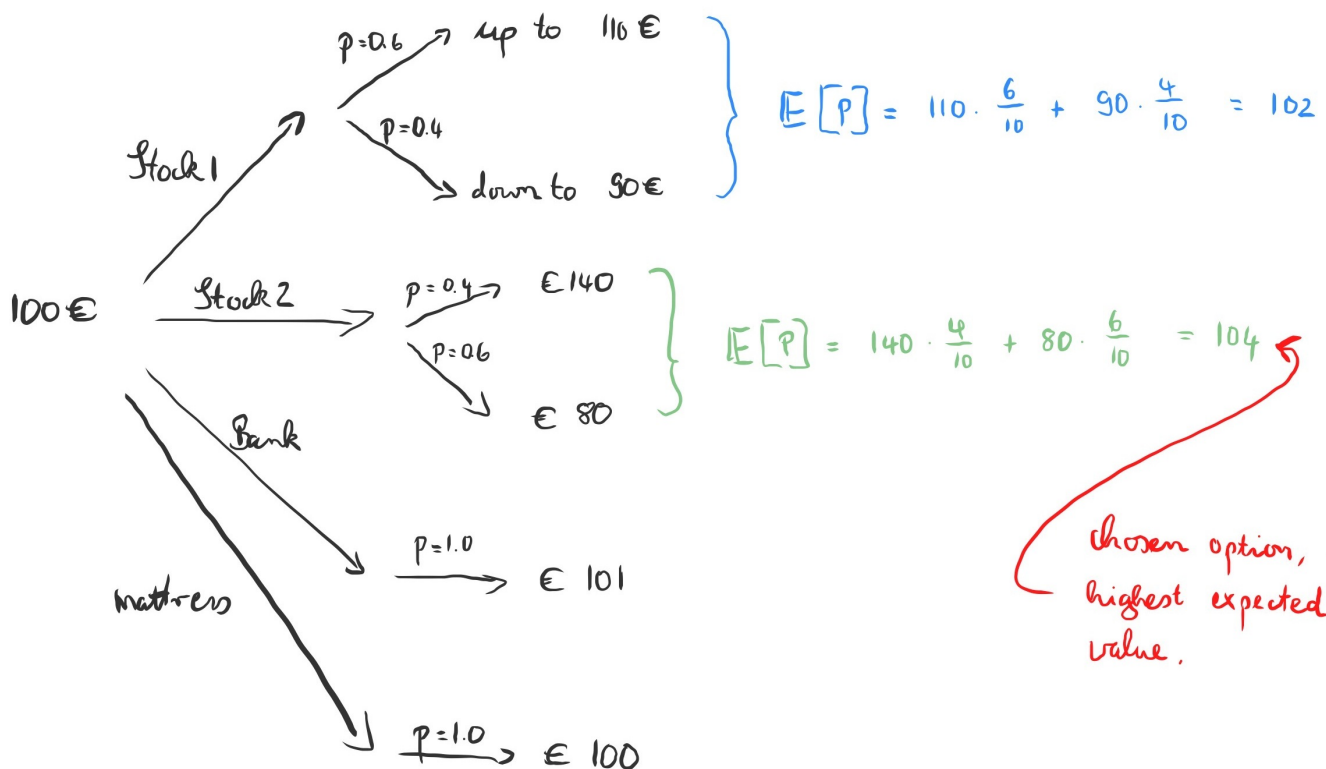 p=0.6
up to 110 €
E[P] = 110 · 6/10 + 90 · 4/10 = 102
p=0.4
Stock 1
down to 90 €
100 €
Stock 2
p=0.4
€ 140
p=0.6
€ 80
E[P] = 140 · 4/10 + 80 · 6/10 = 104
Bank
p=1.0
€ 101
mattress
p=1.0
€ 100
chosen option,
highest expected
value.